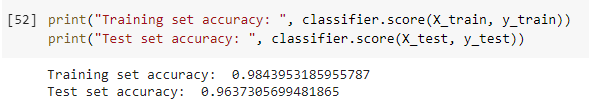 [52] print("Training set accuracy: ", classifier.score(X_train, y_train))
print("Test set accuracy: ", classifier.score(X_test, y_test))
Training set accuracy:  0.9843953185955787
Test set accuracy:  0.9637305699481865